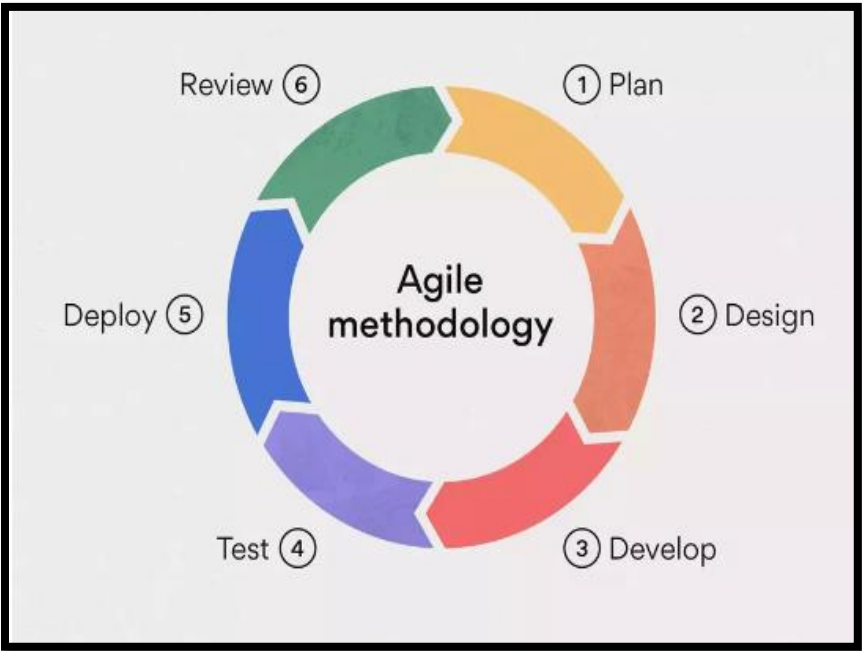 Agile
methodology
1 Plan
2 Design
3 Develop
Test 4
Deploy 5
Review 6